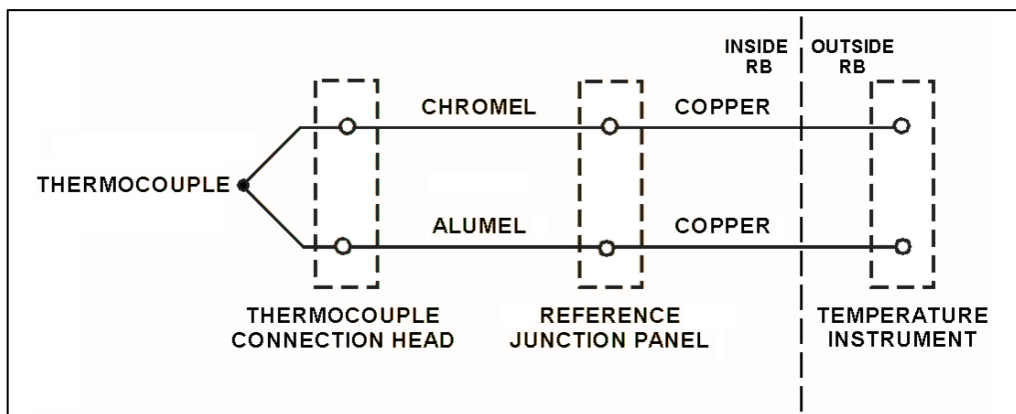 INSIDE
RB
OUTSIDE
RB
CHROMEL
COPPER
THERMOCOUPLE
ALUMEL
COPPER
THERMOCOUPLE
CONNECTION HEAD
REFERENCE
JUNCTION PANEL
TEMPERATURE
INSTRUMENT